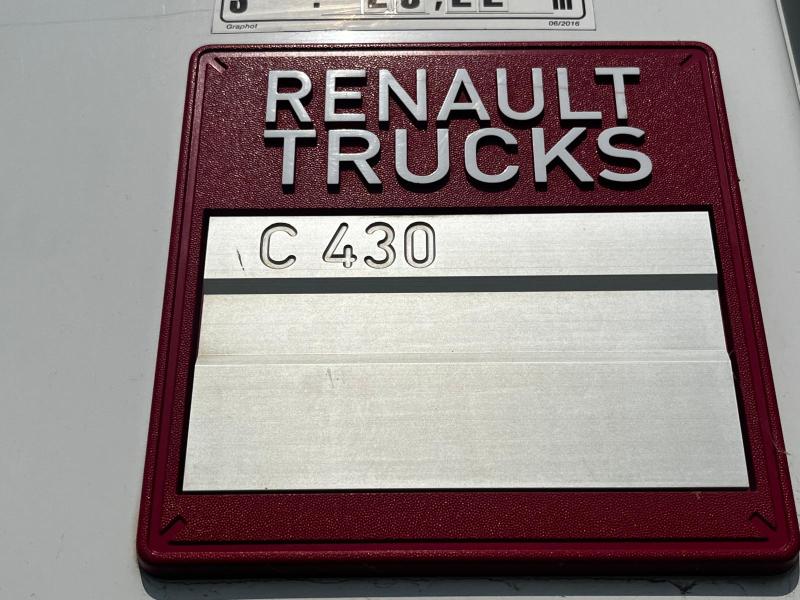 Graphot 06/2016
RENAULT
TRUCKS
C 430